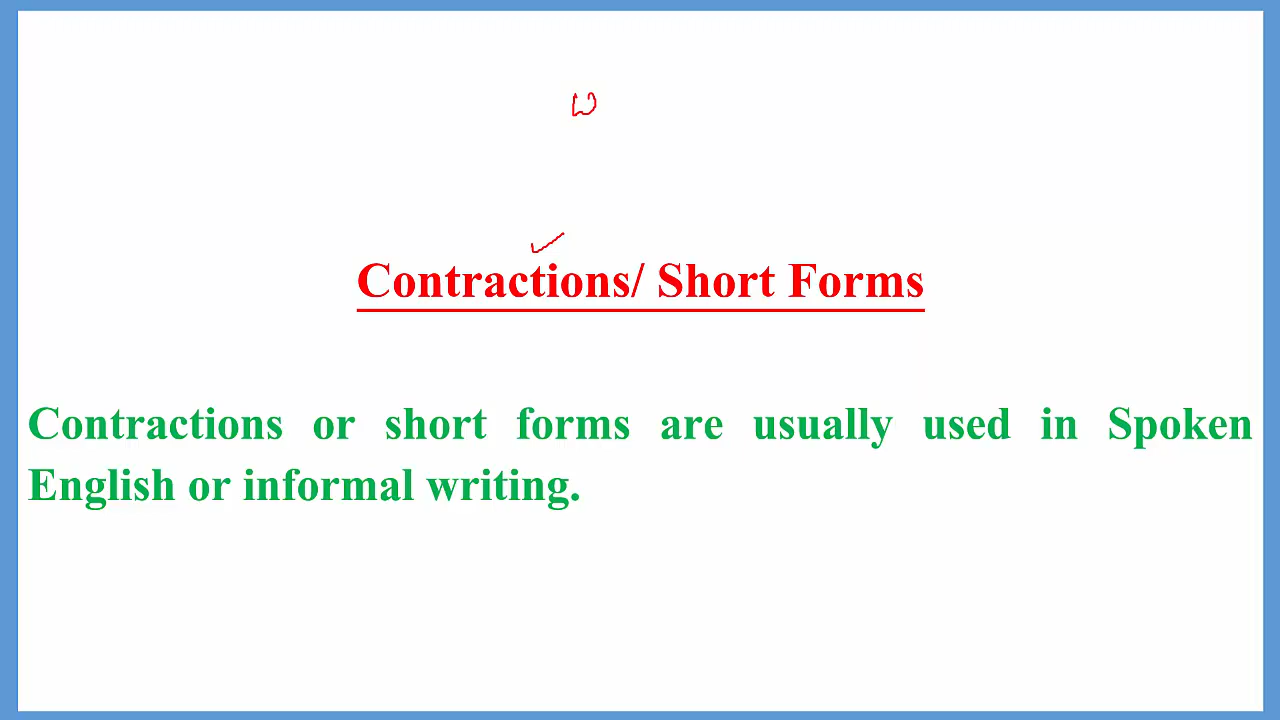 Contractions/ Short Forms
Contractions or short forms are usually used in Spoken
English or informal writing.